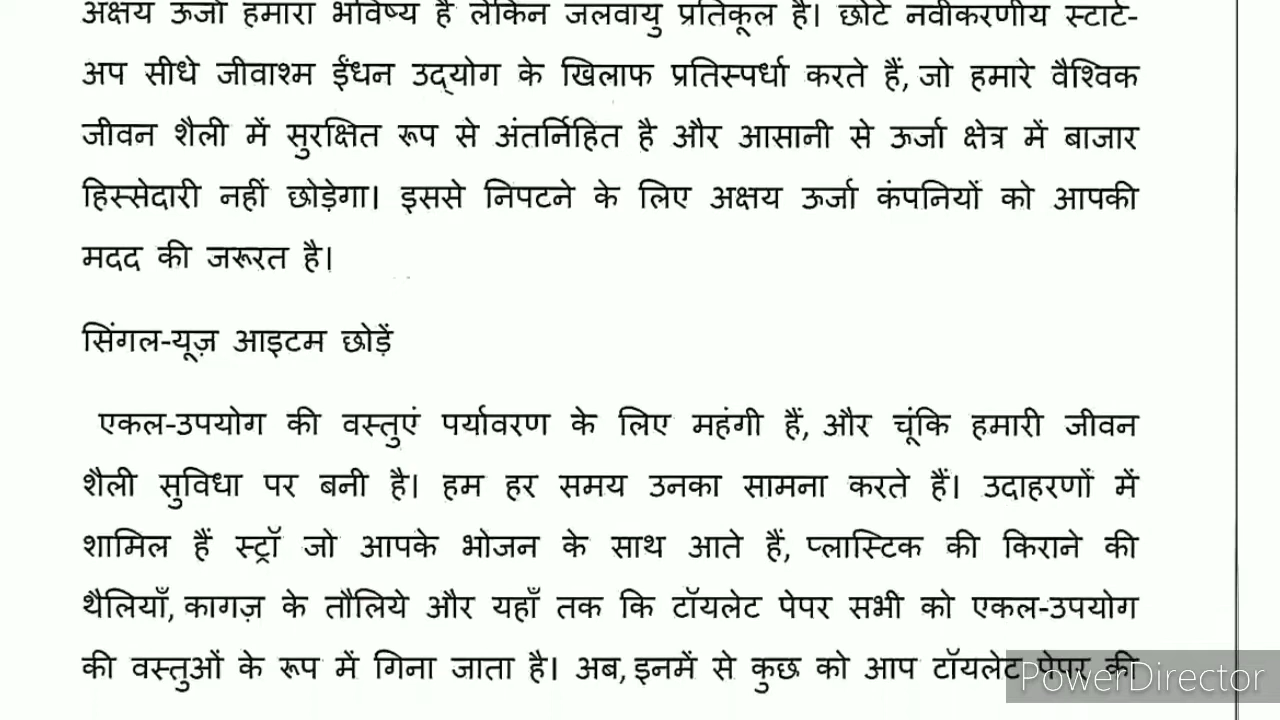 अक्षय ऊर्जा हमारा भविष्य है लेकिन जलवायु प्रतिकूल है। छोटे नवीकरणीय स्टार्ट-
अप सीधे जीवाश्म ईंधन उद्योग के खिलाफ प्रतिस्पर्धा करते हैं, जो हमारे वैश्विक
जीवन शैली में सुरक्षित रूप से अंतर्निहित है और आसानी से ऊर्जा क्षेत्र में बाजार
हिस्सेदारी नहीं छोड़ेगा। इससे निपटने के लिए अक्षय ऊर्जा कंपनियों को आपकी
मदद की जरूरत है।
सिंगल-यूज़ आइटम छोड़ें
एकल-उपयोग की वस्तुएं पर्यावरण के लिए महंगी हैं, और चूंकि हमारी जीवन
शैली सुविधा पर बनी है। हम हर समय उनका सामना करते हैं। उदाहरणों में
शामिल हैं स्ट्रॉ जो आपके भोजन के साथ आते हैं, प्लास्टिक की किराने की
थैलियाँ, कागज़ के तौलिये और यहाँ तक कि टॉयलेट पेपर सभी को एकल-उपयोग
की वस्तुओं के रूप में गिना जाता है। अब, इनमें से कुछ को आप टॉयलेट पेपर की
PowerDirector